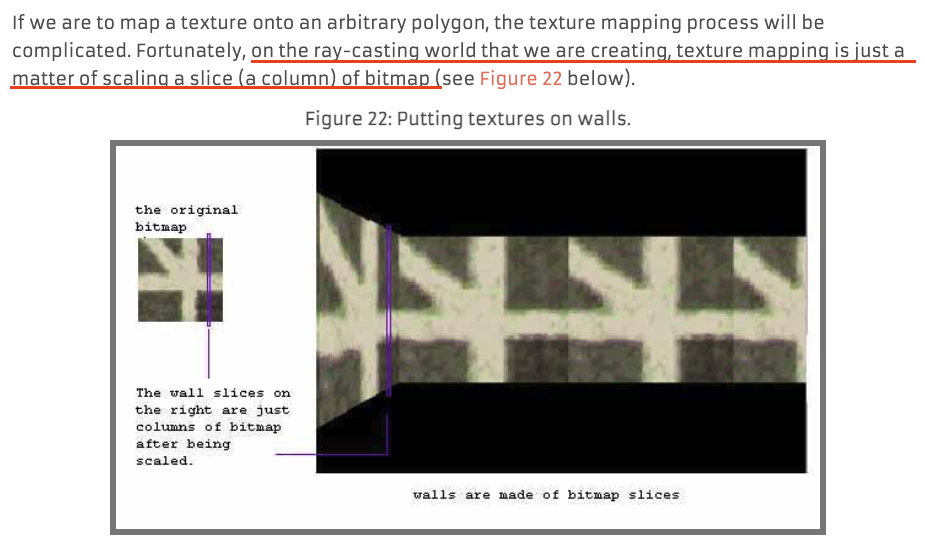 If we are to map a texture onto an arbitrary polygon, the texture mapping process will be
complicated. Fortunately, on the ray-casting world that we are creating, texture mapping is just a
matter of scaling a slice (a column) of bitmap (see Figure 22 below).
Figure 22: Putting textures on walls.
the original
bitmap
The wall slices on
the right are just
columns of bitmap
after being
scaled.
walls are made of bitmap slices